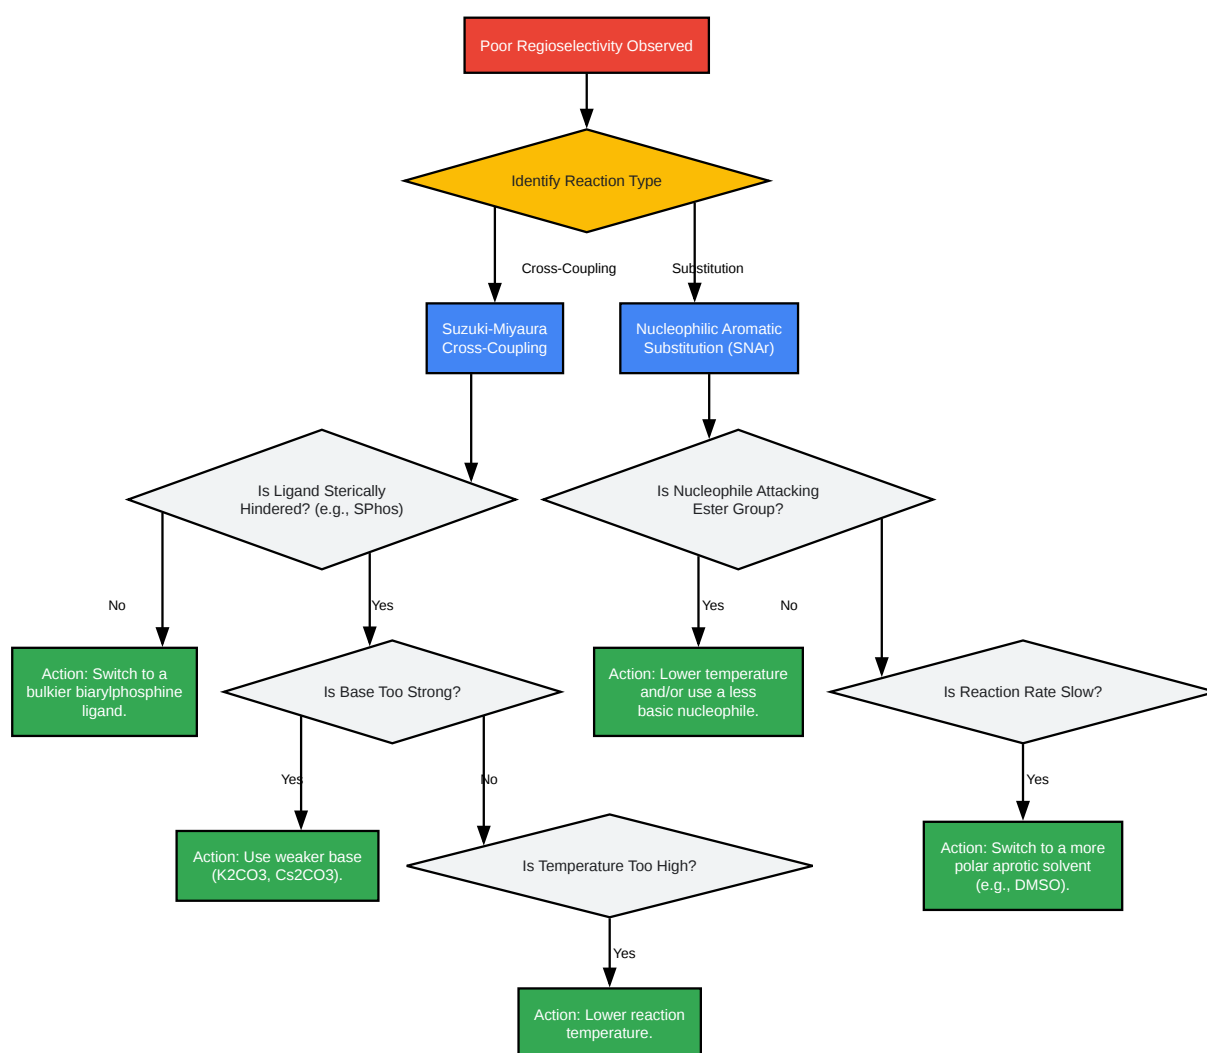 Poor Regioselectivity Observed
Identify Reaction Type
Cross-Coupling
Substitution
Suzuki-Miyaura
Cross-Coupling
Nucleophilic Aromatic
Substitution (SNAr)
Is Ligand Sterically
Hindered? (e.g., SPhos)
Is Nucleophile Attacking
Ester Group?
No
Yes
Yes
No
Action: Switch to a
bulkier biarylphosphine
ligand.
Is Base Too Strong?
Action: Lower temperature
and/or use a less
basic nucleophile.
Is Reaction Rate Slow?
Yes
No
Yes
Action: Use weaker base
(K2CO3, Cs2CO3).
Is Temperature Too High?
Action: Switch to a more
polar aprotic solvent
(e.g., DMSO).
Yes
Action: Lower reaction
temperature.